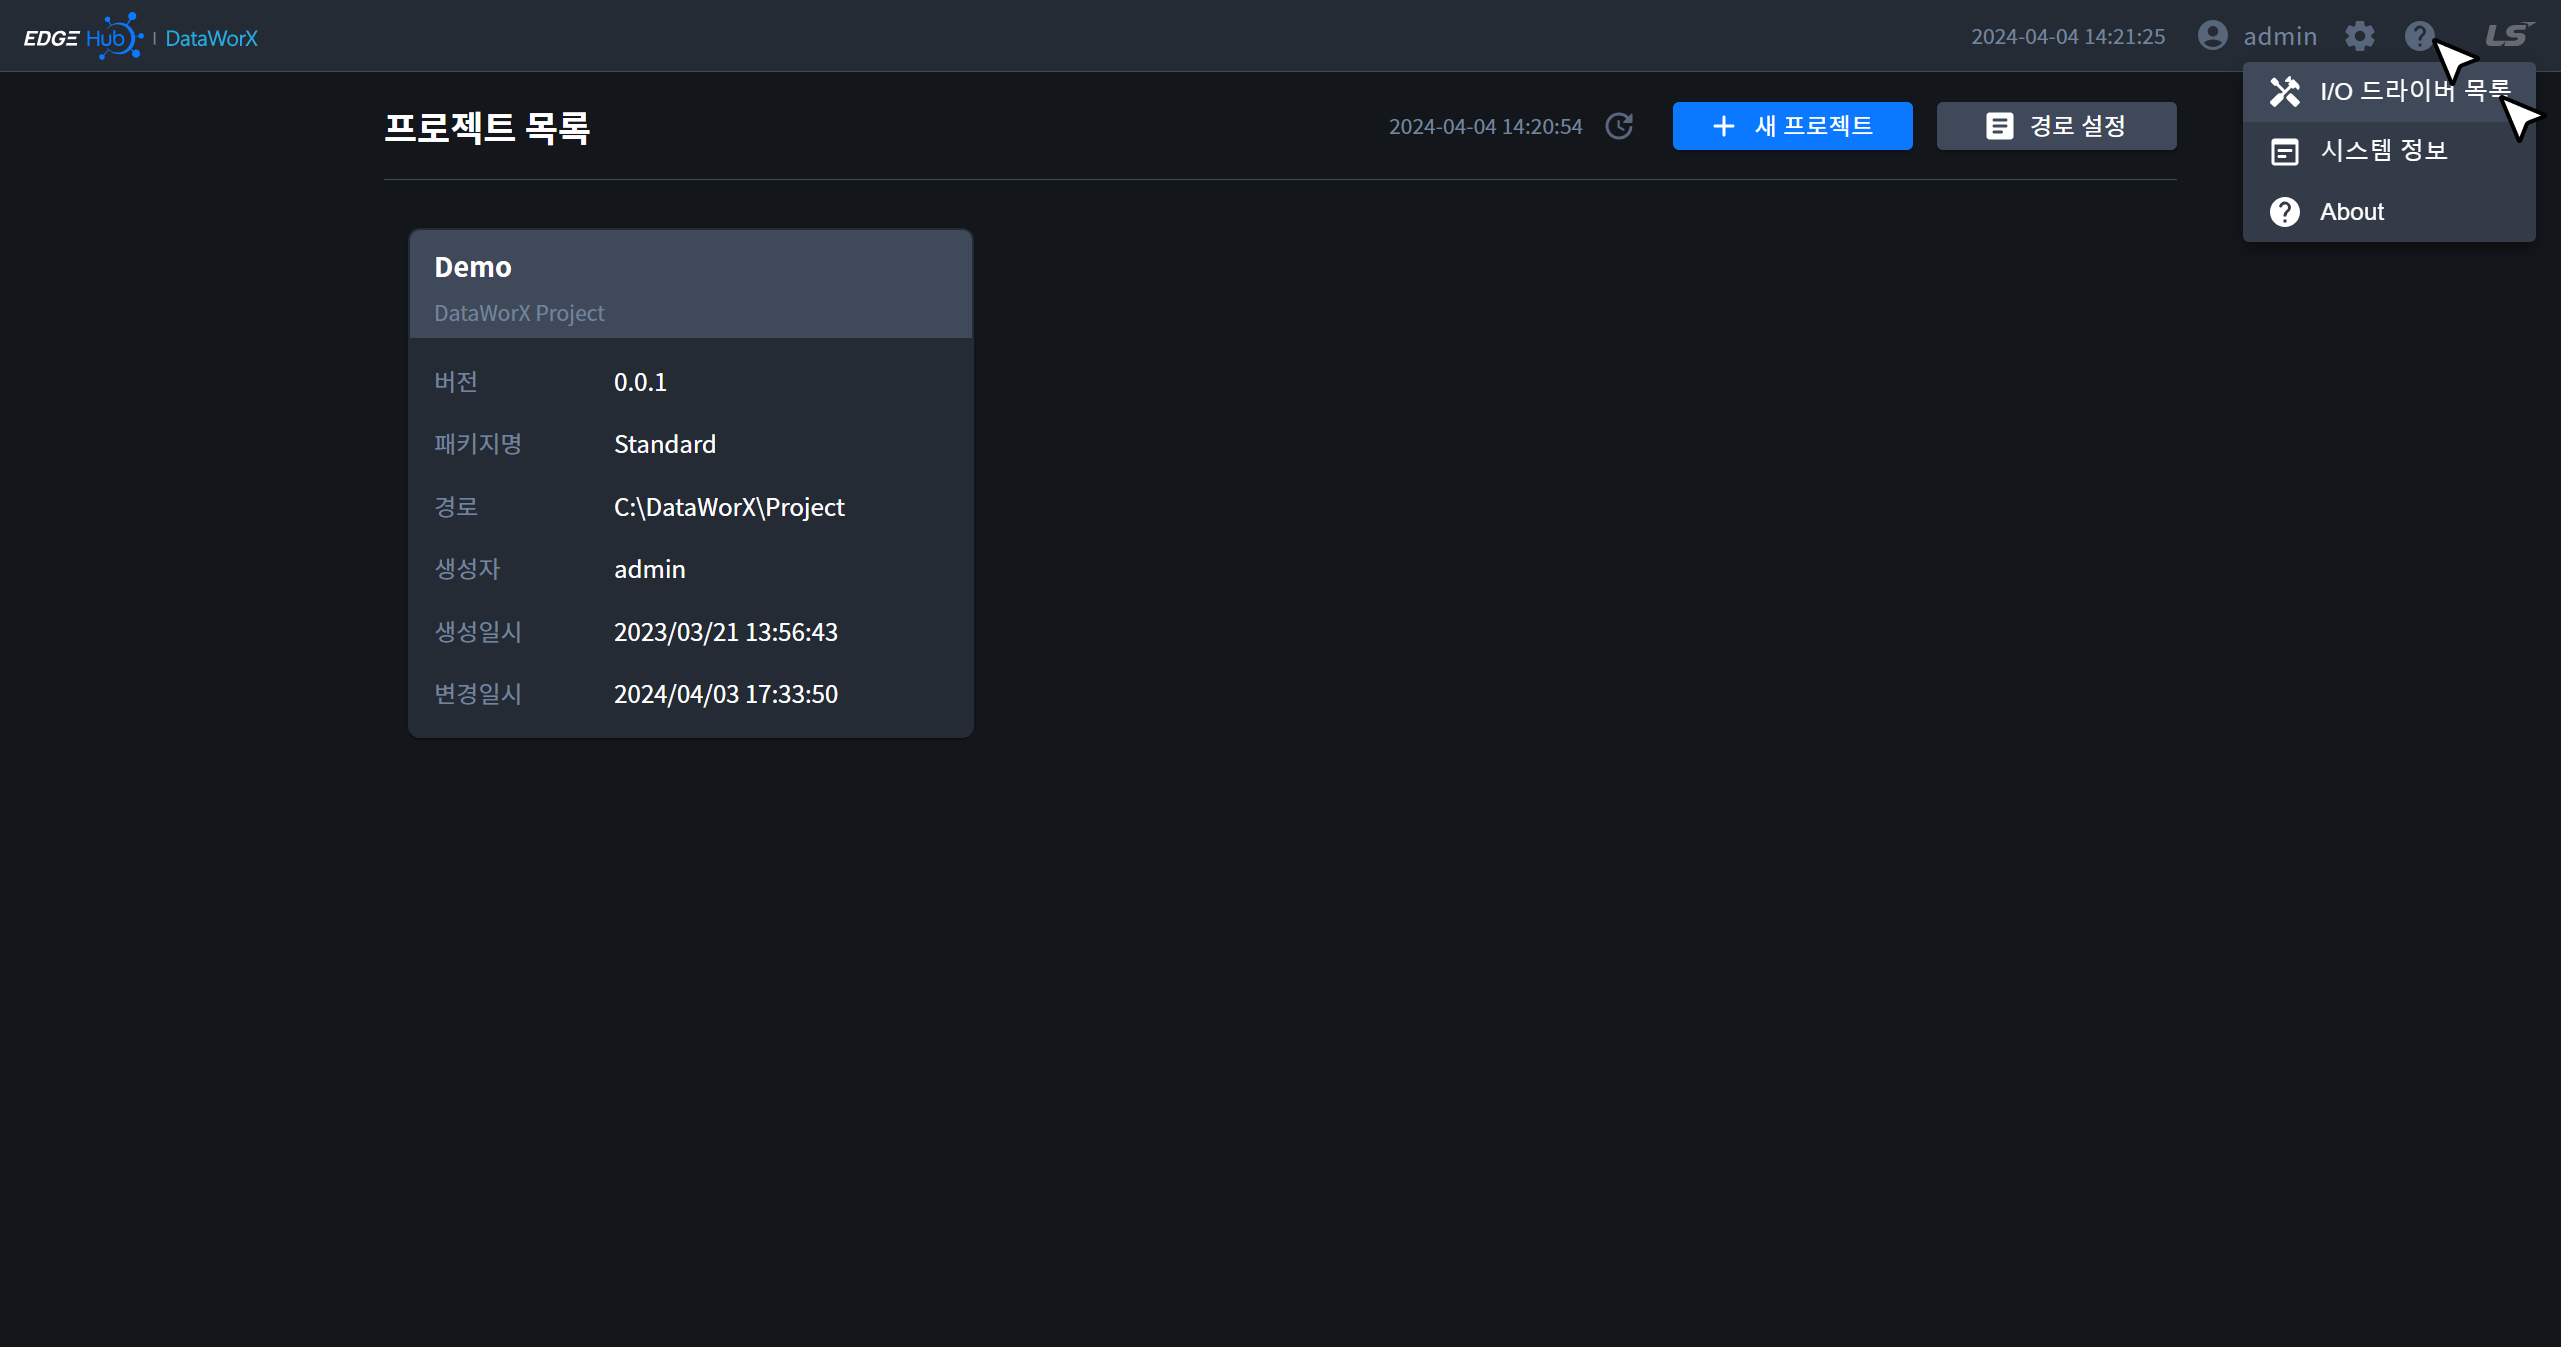 EDGE Hub | DataWorX
2024-04-04 14:21:25
admin
LS
프로젝트 목록
2024-04-04 14:20:54
새 프로젝트
경로 설정
I/O 드라이버 목록
시스템 정보
About
Demo
DataWorX Project
버전 0.0.1
패키지명 Standard
경로 C:\DataWorX\Project
생성자 admin
생성일시 2023/03/21 13:56:43
변경일시 2024/04/03 17:33:50